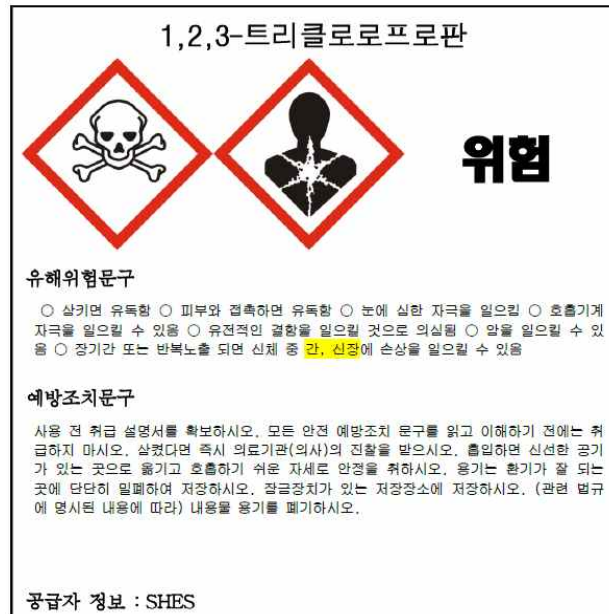 1,2,3-트리클로로프로판
위험
유해위험문구
○ 삼키면 유독함 ○ 피부와 접촉하면 유독함 ○ 눈에 심한 자극을 일으킴 ○ 호흡기계
자극을 일으킬 수 있음 ○ 유전적인 결함을 일으킬 것으로 의심됨 ○ 암을 일으킬 수 있
음 ○ 장기간 또는 반복노출 되면 신체 중 간, 신장에 손상을 일으킬 수 있음
예방조치문구
사용 전 취급 설명서를 확보하시오. 모든 안전 예방조치 문구를 읽고 이해하기 전에는 취
급하지 마시오. 삼켰다면 즉시 의료기관(의사)의 진찰을 받으시오. 흡입하면 신선한 공기
가 있는 곳으로 옮기고 호흡하기 쉬운 자세로 안정을 취하시오. 용기는 환기가 잘 되는
곳에 단단히 밀폐하여 저장하시오. 잠금장치가 있는 저장장소에 저장하시오. (관련 법규
에 명시된 내용에 따라) 내용물 용기를 폐기하시오.
공급자 정보 : SHES